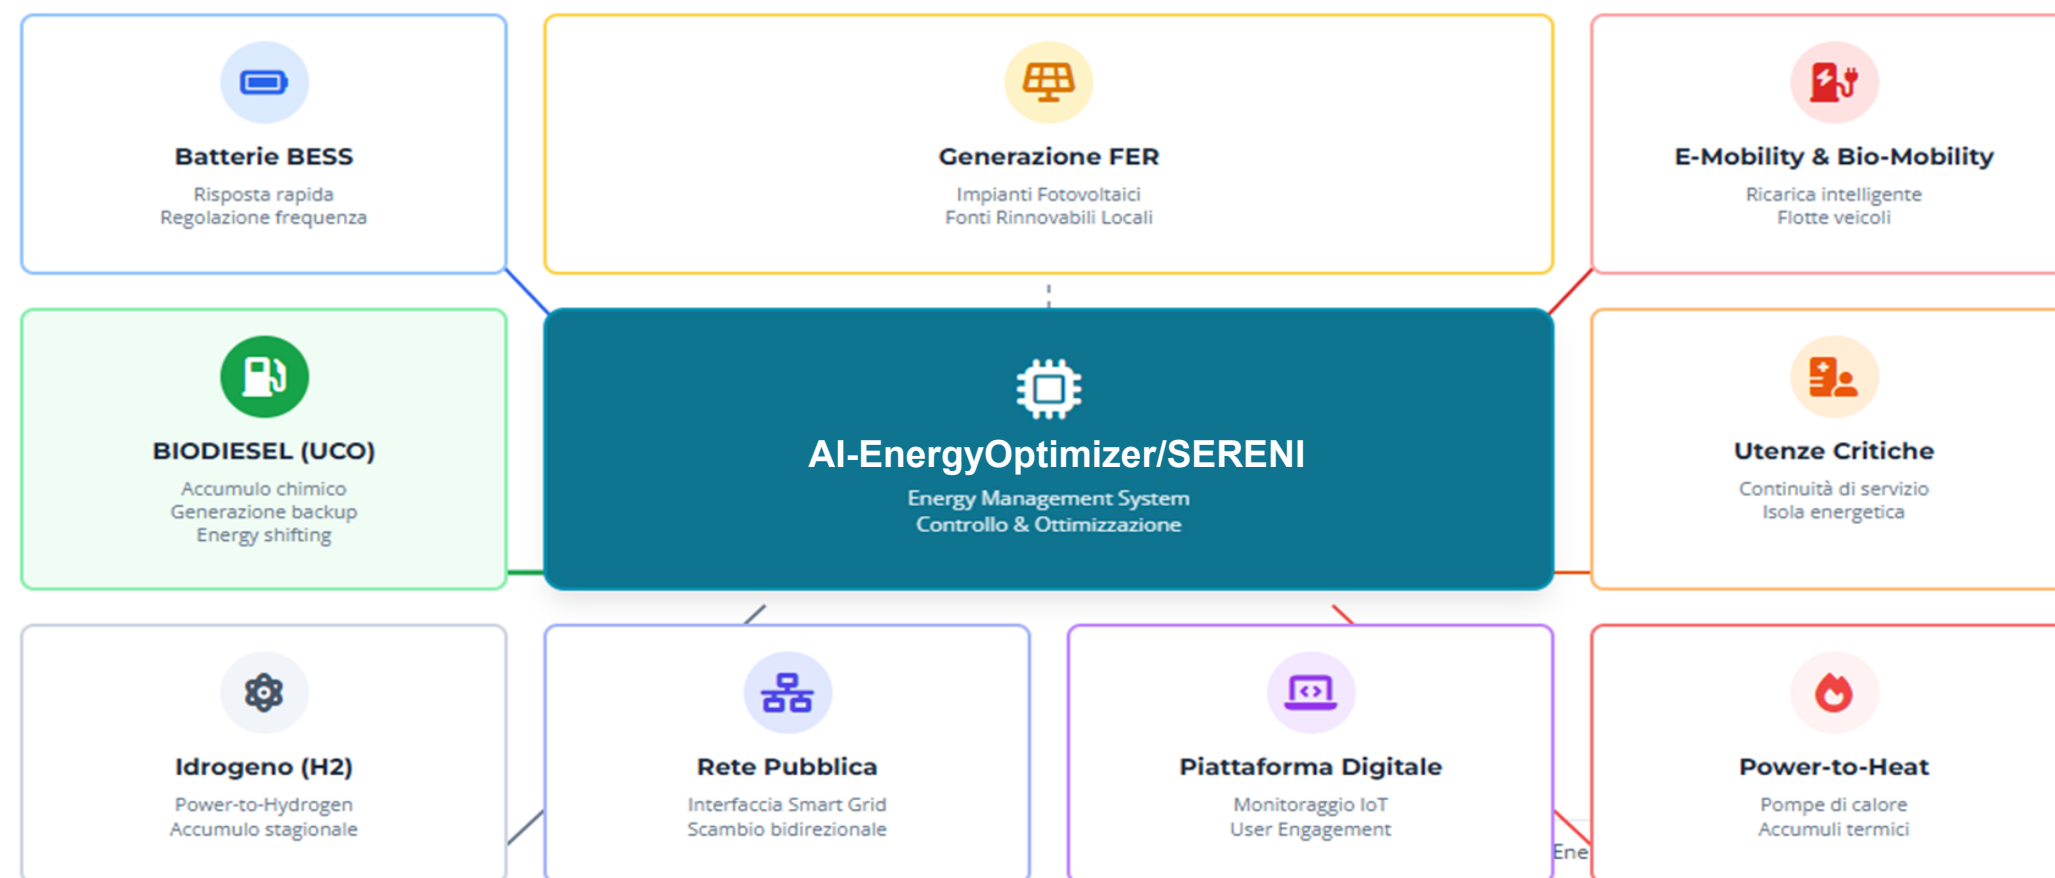 Batterie BESS
Risposta rapida
Regolazione frequenza
Generazione FER
Impianti Fotovoltaici
Fonti Rinnovabili Locali
E-Mobility & Bio-Mobility
Ricarica intelligente
Flotte veicoli
BIODIESEL (UCO)
Accumulo chimico
Generazione backup
Energy shifting
AI-EnergyOptimizer/SERENI
Energy Management System
Controllo & Ottimizzazione
Utenze Critiche
Continuità di servizio
Isola energetica
Idrogeno (H2)
Power-to-Hydrogen
Accumulo stagionale
Rete Pubblica
Interfaccia Smart Grid
Scambio bidirezionale
Piattaforma Digitale
Monitoraggio IoT
User Engagement
Ene
Power-to-Heat
Pompe di calore
Accumuli termici